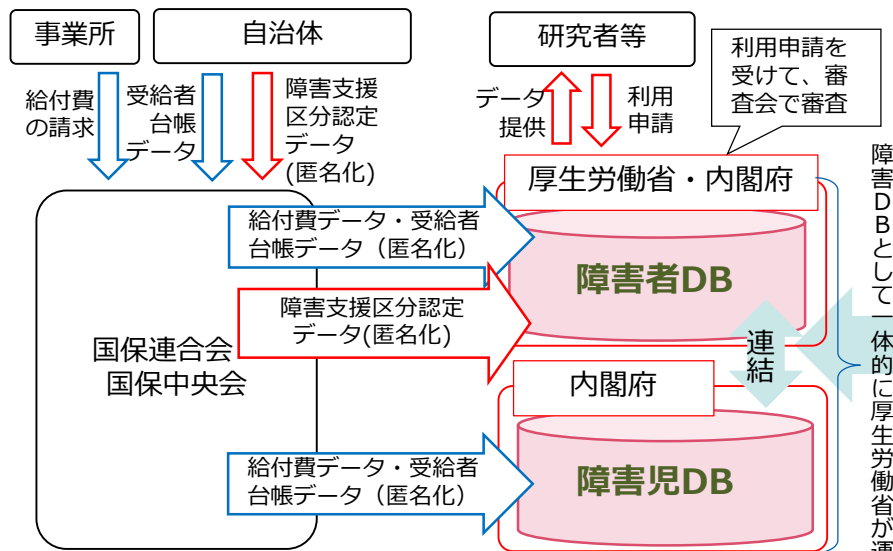 事業所
自治体
研究者等
利用申請を
受けて、審
査会で審査
給付費
の請求
受給者
台帳
データ
障害支援
区分認定
データ
(匿名化)
データ
提供
利用
申請
厚生労働省・内閣府
給付費データ・受給者
台帳データ（匿名化）
障害者DB
障害支援区分認定
データ(匿名化)
国保連合会
国保中央会
連結
内閣府
給付費データ・受給者
台帳データ（匿名化）
障害児DB
障害ＤＢとして一体的に厚生労働省が運